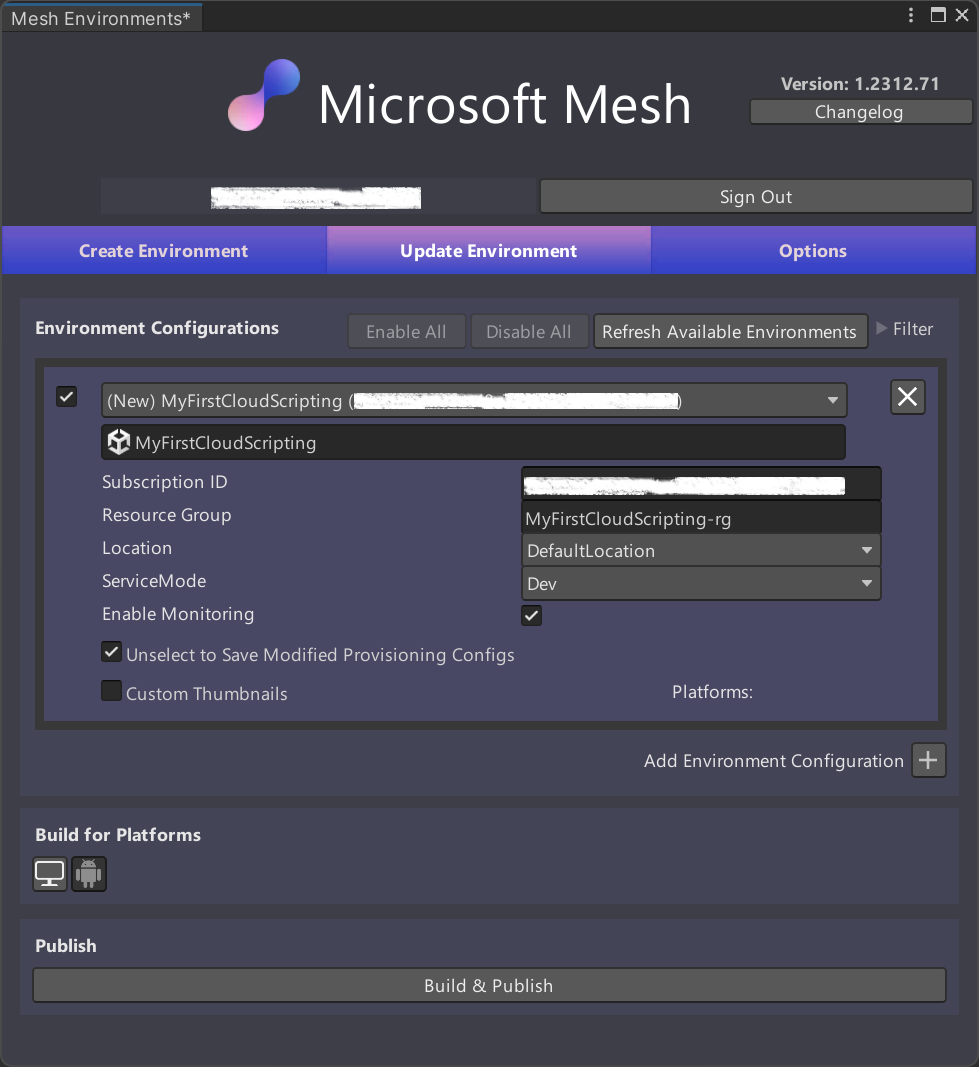 Mesh Environments*
Microsoft Mesh
Version: 1.2312.71
Changelog
Sign Out
Create Environment
Update Environment
Options
Environment Configurations
Enable All
Disable All
Refresh Available Environments
Filter
(New) MyFirstCloudScripting ( )
MyFirstCloudScripting
Subscription ID
Resource Group
MyFirstCloudScripting-rg
Location
DefaultLocation
ServiceMode
Dev
Enable Monitoring
Unselect to Save Modified Provisioning Configs
Custom Thumbnails
Platforms:
Add Environment Configuration
Build for Platforms
Publish
Build & Publish